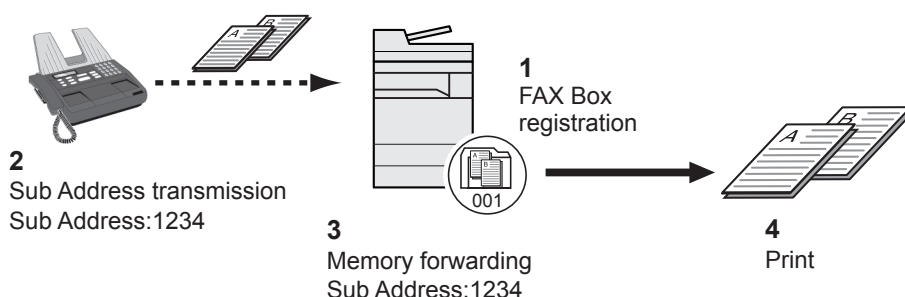 A
B
1
FAX Box
registration
A
B
001
A
B
2
Sub Address transmission
Sub Address:1234
3
Memory forwarding
Sub Address:1234
4
Print